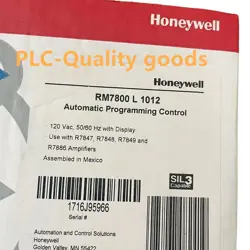 Honeywell
PLC-Quality goods
Honeywell
RM7800 L 1012
Automatic Programming Control
120 Vac, 50/60 Hz with Display
Use with R7847, R7848, R7849 and
R7886 Amplifiers
Assembled in Mexico
SIL 3
Capable
1716J95966
Serial #
Automation and Control Solutions
Honeywell
Golden Valley, MN 55422